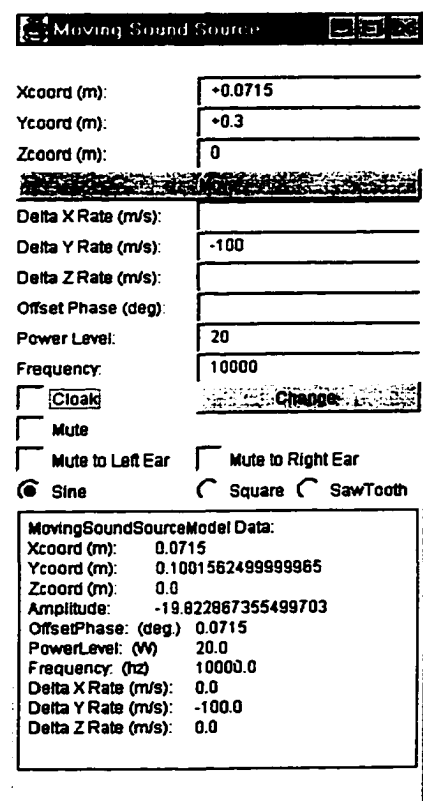 Moving Sound Source
Xcoord (m): +0.0715
Ycoord (m): +0.3
Zcoord (m): 0
Delta X Rate (m/s):
Delta Y Rate (m/s): -100
Delta Z Rate (m/s):
Offset Phase (deg):
Power Level: 20
Frequency: 10000
Cloak Change
Mute
Mute to Left Ear Mute to Right Ear
Sine Square SawTooth
MovingSoundSourceModel Data:
Xcoord (m): 0.0715
Ycoord (m): 0.1001562499999965
Zcoord (m): 0.0
Amplitude: -19.822867355499703
OffsetPhase: (deg.) 0.0715
PowerLevel: (W) 20.0
Frequency: (hz) 10000.0
Delta X Rate (m/s): 0.0
Delta Y Rate (m/s): -100.0
Delta Z Rate (m/s): 0.0